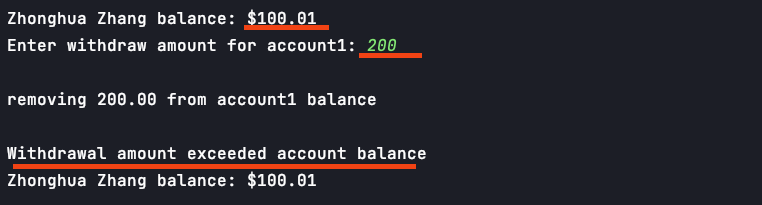 Zhonghua Zhang balance: $100.01
Enter withdraw amount for account1: 200
removing 200.00 from account1 balance
Withdrawal amount exceeded account balance
Zhonghua Zhang balance: $100.01